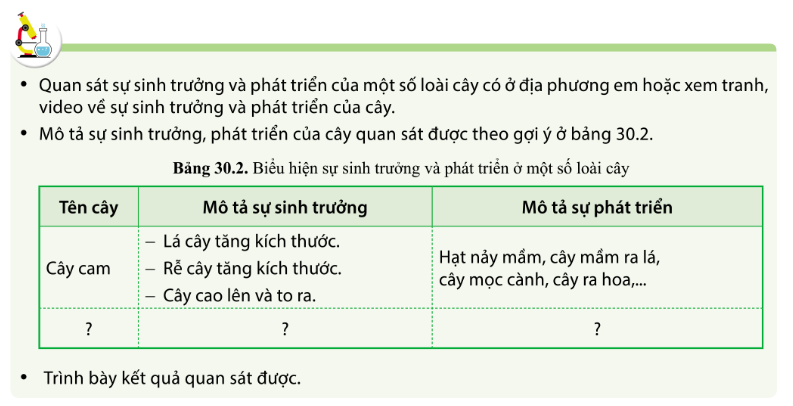 • Quan sát sự sinh trưởng và phát triển của một số loài cây có ở địa phương em hoặc xem tranh,
video về sự sinh trưởng và phát triển của cây.
• Mô tả sự sinh trưởng, phát triển của cây quan sát được theo gợi ý ở bảng 30.2.
Bảng 30.2. Biểu hiện sự sinh trưởng và phát triển ở một số loài cây
Tên cây Mô tả sự sinh trưởng Mô tả sự phát triển
Cây cam
– Lá cây tăng kích thước.
– Rễ cây tăng kích thước.
– Cây cao lên và to ra.
Hạt nảy mầm, cây mầm ra lá,
cây mọc cành, cây ra hoa,...
? ? ?
• Trình bày kết quả quan sát được.